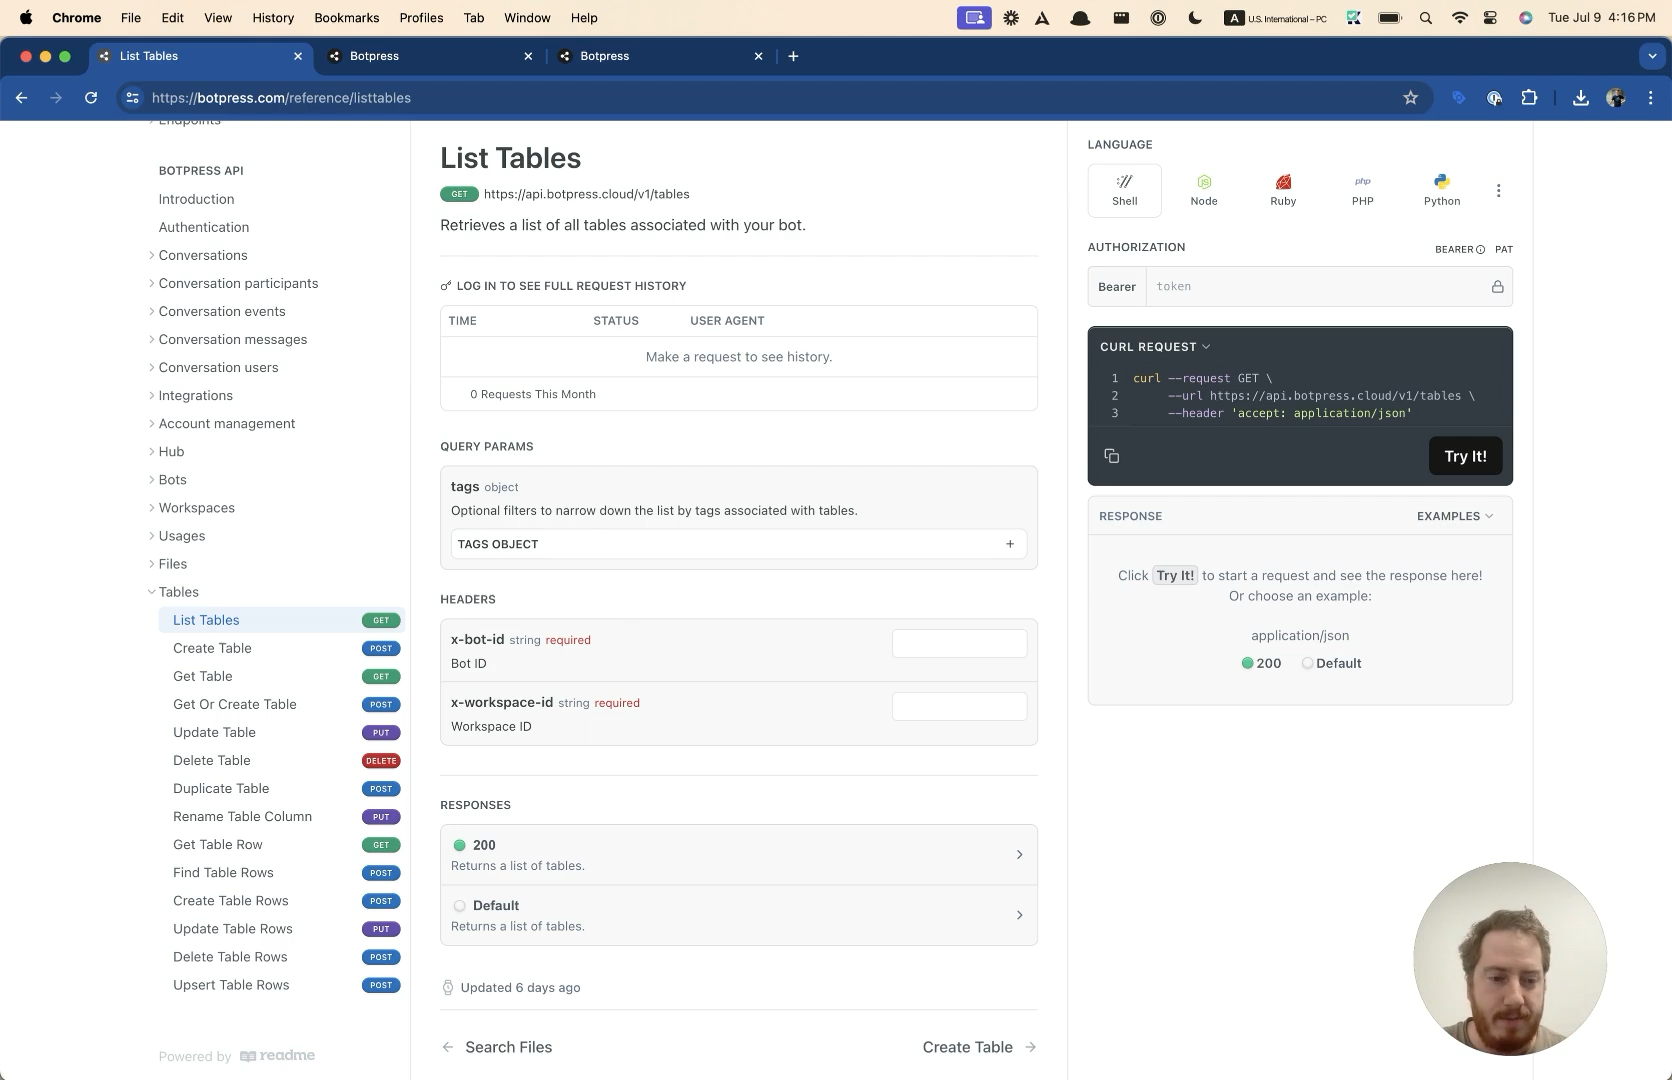 Chrome File Edit View History Bookmarks Profiles Tab Window Help
A U.S. International – PC Tue Jul 9 4:16 PM
List Tables
Botpress
Botpress
https://botpress.com/reference/listtables
Endpoints
BOTPRESS API
Introduction
Authentication
Conversations
Conversation participants
Conversation events
Conversation messages
Conversation users
Integrations
Account management
Hub
Bots
Workspaces
Usages
Files
Tables
List Tables GET
Create Table POST
Get Table GET
Get Or Create Table POST
Update Table PUT
Delete Table DELETE
Duplicate Table POST
Rename Table Column PUT
Get Table Row GET
Find Table Rows POST
Create Table Rows POST
Update Table Rows PUT
Delete Table Rows POST
Upsert Table Rows POST
Powered by readme
List Tables
GET https://api.botpress.cloud/v1/tables
Retrieves a list of all tables associated with your bot.
LOG IN TO SEE FULL REQUEST HISTORY
TIME STATUS USER AGENT
Make a request to see history.
0 Requests This Month
QUERY PARAMS
tags object
Optional filters to narrow down the list by tags associated with tables.
TAGS OBJECT +
HEADERS
x-bot-id string required
Bot ID
x-workspace-id string required
Workspace ID
RESPONSES
200
Returns a list of tables.
Default
Returns a list of tables.
Updated 6 days ago
Search Files
Create Table
LANGUAGE
Shell Node Ruby PHP Python
AUTHORIZATION BEARER PAT
Bearer token
CURL REQUEST
1 curl --request GET \
2 --url https://api.botpress.cloud/v1/tables \
3 --header 'accept: application/json'
Try It!
RESPONSE EXAMPLES
Click Try It! to start a request and see the response here!
Or choose an example:
application/json
200 Default